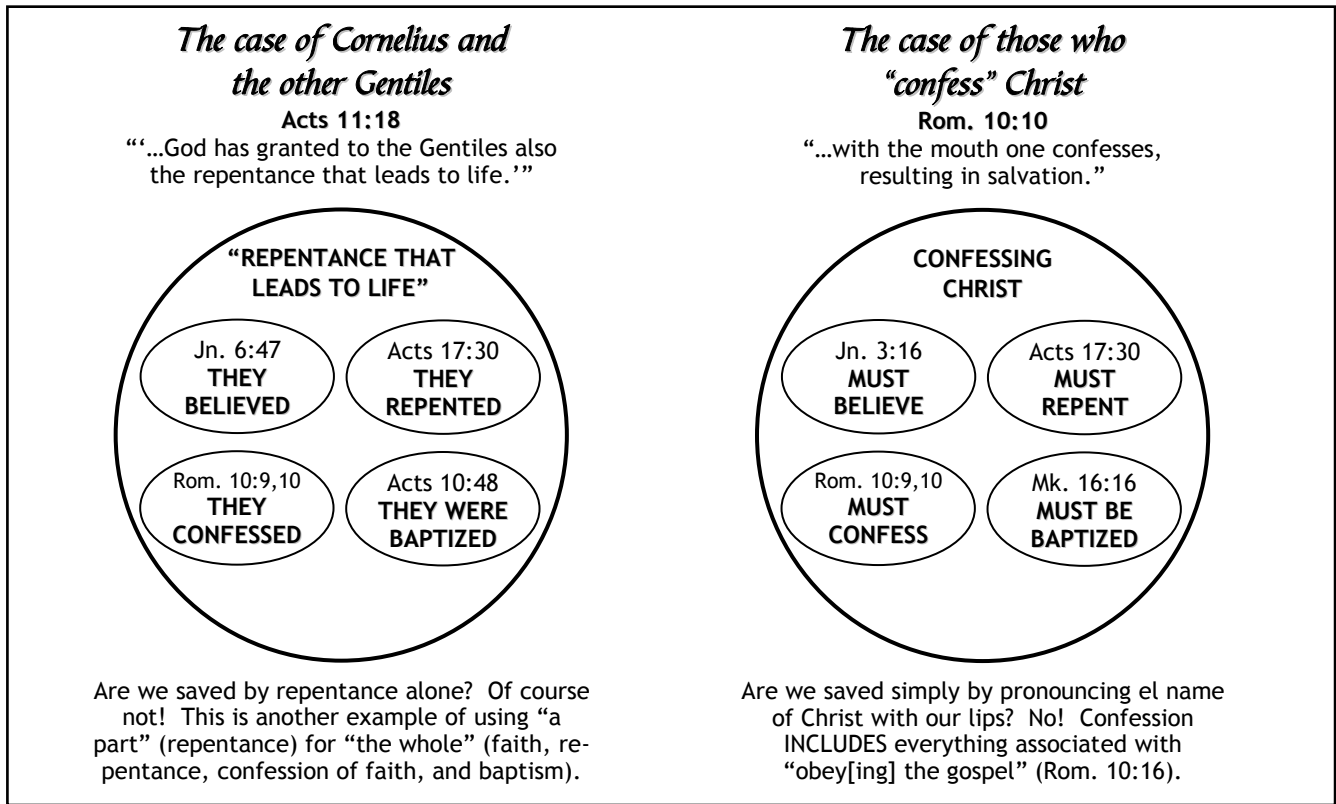 The case of Cornelius and
the other Gentiles
Acts 11:18
“‘…God has granted to the Gentiles also
the repentance that leads to life.’”
“REPENTANCE THAT
LEADS TO LIFE”
Jn. 6:47
THEY
BELIEVED
Acts 17:30
THEY
REPENTED
Rom. 10:9,10
THEY
CONFESSED
Acts 10:48
THEY WERE
BAPTIZED
Are we saved by repentance alone?  Of course
not!  This is another example of using “a
part” (repentance) for “the whole” (faith, re-
pentance, confession of faith, and baptism).
The case of those who
“confess” Christ
Rom. 10:10
“…with the mouth one confesses,
resulting in salvation.”
CONFESSING
CHRIST
Jn. 3:16
MUST
BELIEVE
Acts 17:30
MUST
REPENT
Rom. 10:9,10
MUST
CONFESS
Mk. 16:16
MUST BE
BAPTIZED
Are we saved simply by pronouncing el name
of Christ with our lips?  No!  Confession
INCLUDES everything associated with
“obey[ing] the gospel” (Rom. 10:16).